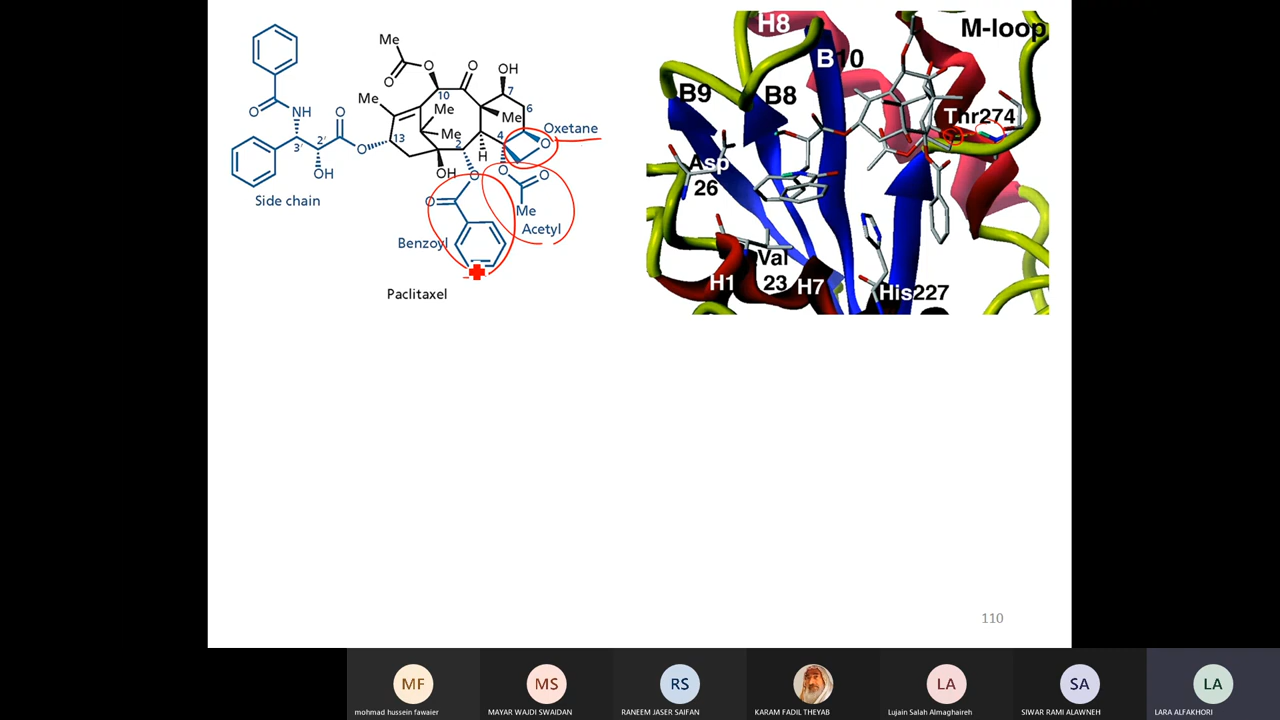 Me
O
O
O
OH
10
7
NH
O
Me
Me
6
O
Me
Me
4
Oxetane
3'
2'
O
13
2
H
O
OH
OH
O
O
O
Side chain
O
Me
Benzoyl
Acetyl
Paclitaxel
H8
M-loop
B10
B9
B8
Thr274
Asp
26
Val
23
H1
H7
His227
110
MF
MS
RS
LA
SA
LA
mohmad hussein fawaier
MAYAR WAJDI SWAIDAN
RANEEM JASER SAIFAN
KARAM FADIL THEYAB
Lujain Salah Almaghaireh
SIWAR RAMI ALAWNEH
LARA ALFAKHORI